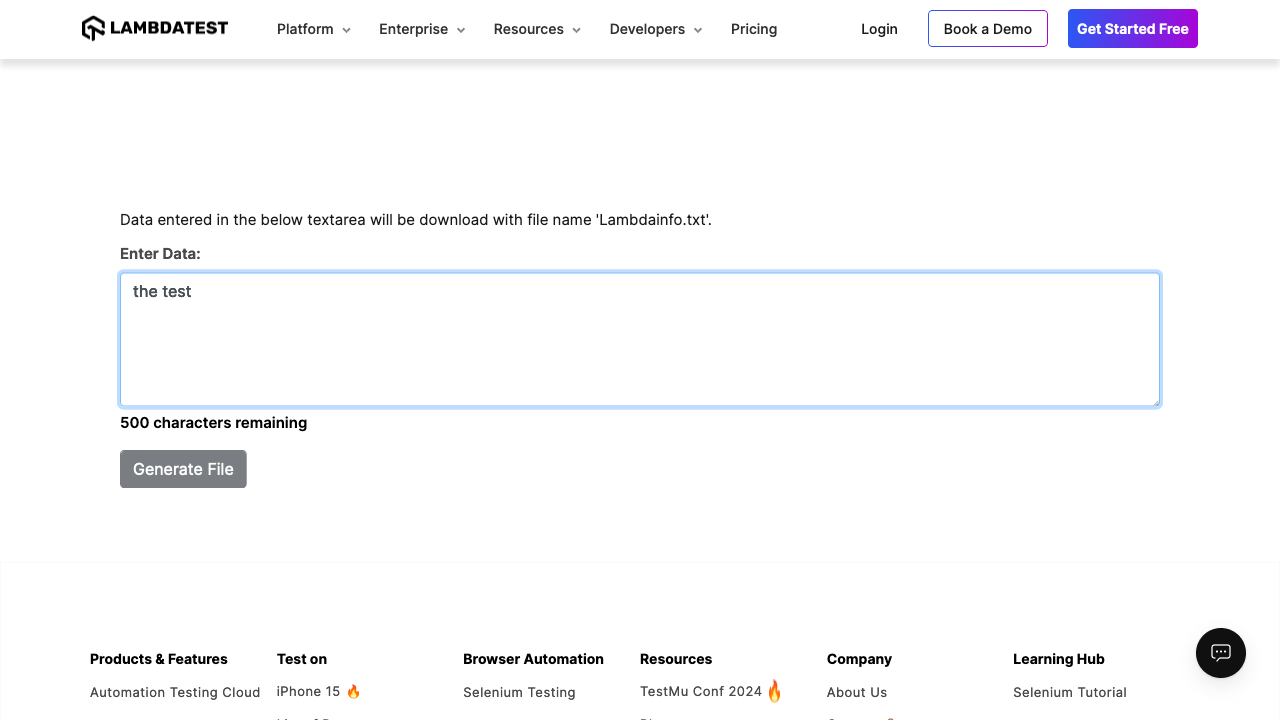 LAMBDATEST Platform Enterprise Resources Developers Pricing Login Book a Demo Get Started Free
Data entered in the below textarea will be download with file name 'Lambdainfo.txt'.
Enter Data:
the test
500 characters remaining
Generate File
Products & Features Test on Browser Automation Resources Company Learning Hub
Automation Testing Cloud iPhone 15 🔥 Selenium Testing TestMu Conf 2024 🔥 About Us Selenium Tutorial